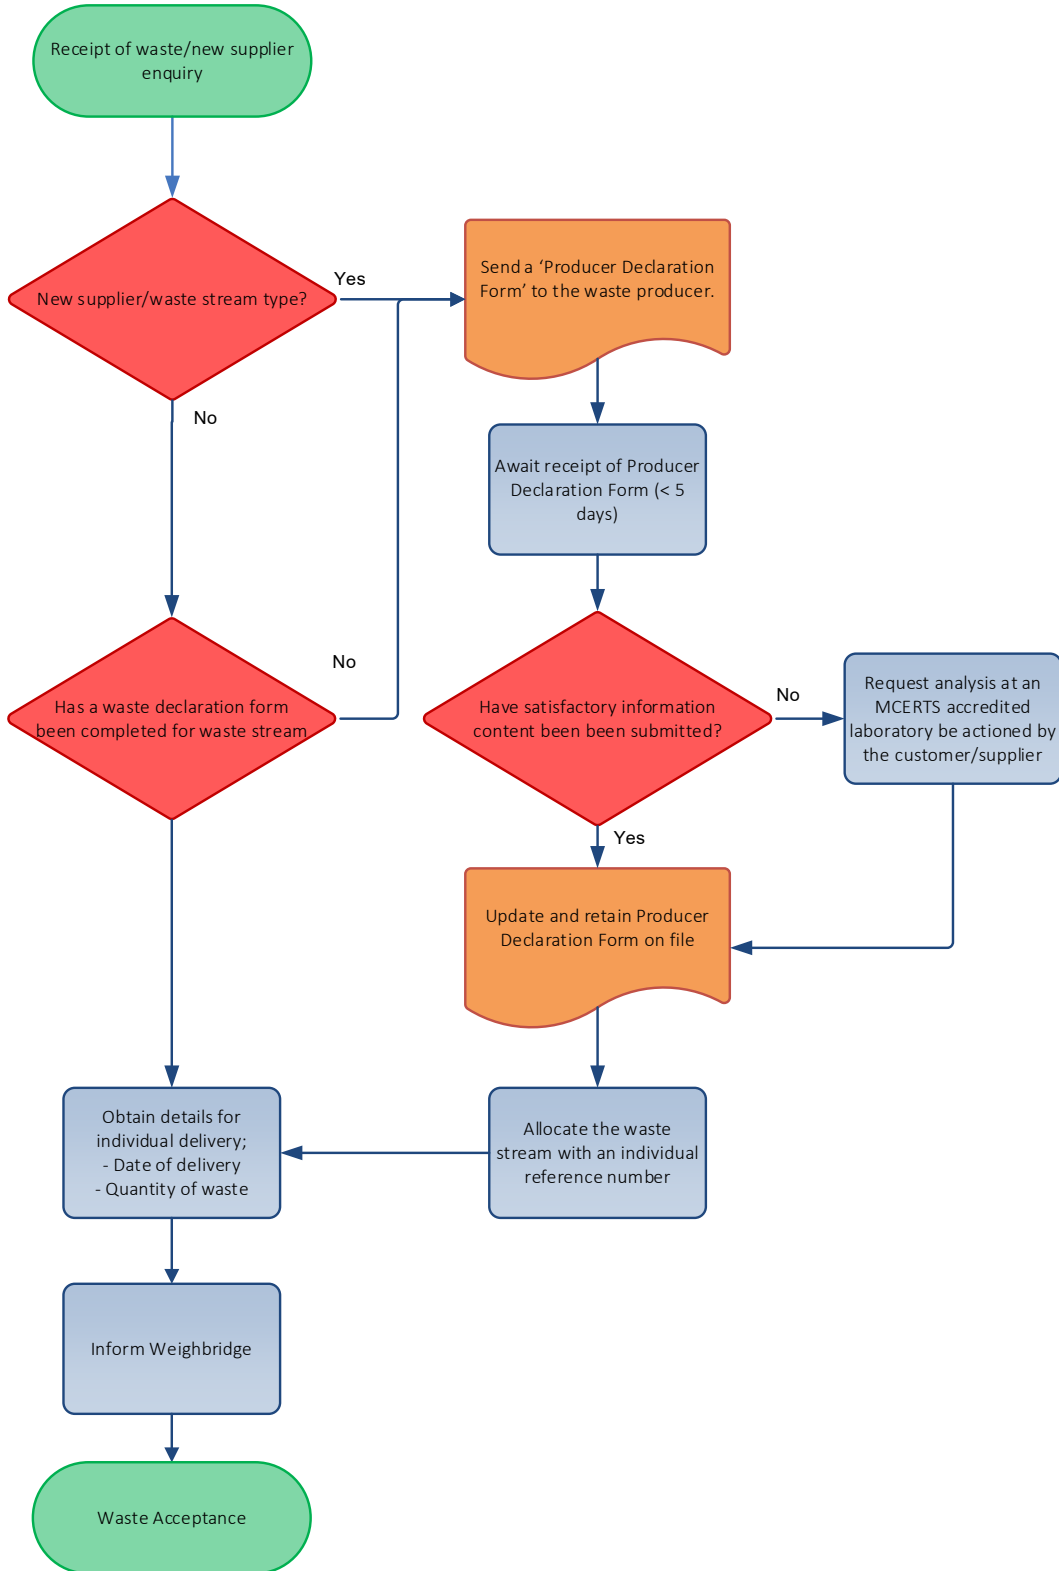 Receipt of waste/new supplier
enquiry
New supplier/waste stream type?
Yes
Send a ‘Producer Declaration
Form’ to the waste producer.
No
Await receipt of Producer
Declaration Form (< 5
days)
Has a waste declaration form
been completed for waste stream
No
Have satisfactory information
content been been submitted?
No
Request analysis at an
MCERTS accredited
laboratory be actioned by
the customer/supplier
Yes
Update and retain Producer
Declaration Form on file
Obtain details for
individual delivery;
- Date of delivery
- Quantity of waste
Allocate the waste
stream with an individual
reference number
Inform Weighbridge
Waste Acceptance